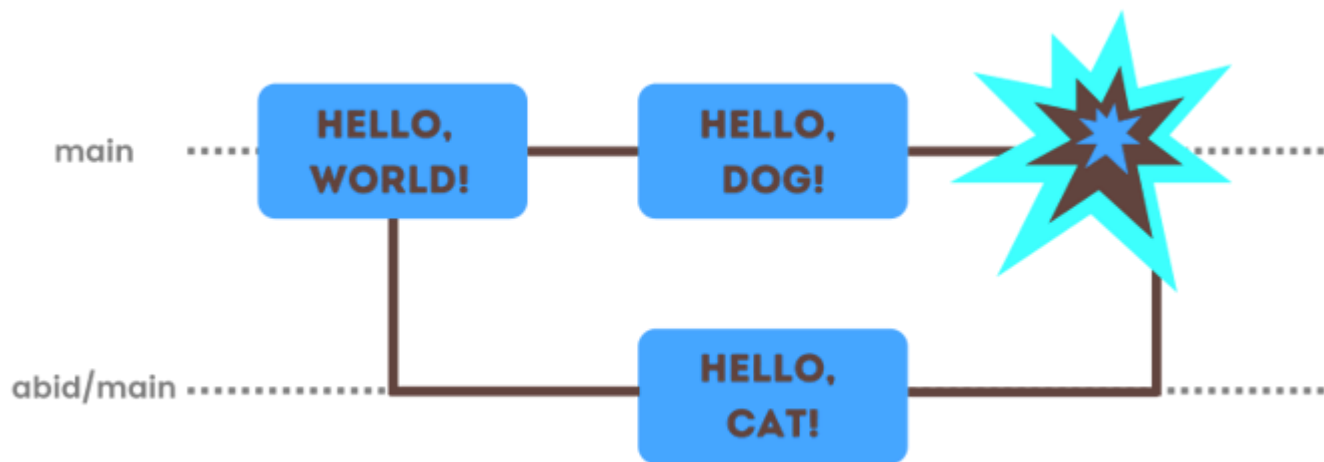 main
HELLO,
WORLD!
HELLO,
DOG!
abid/main
HELLO,
CAT!